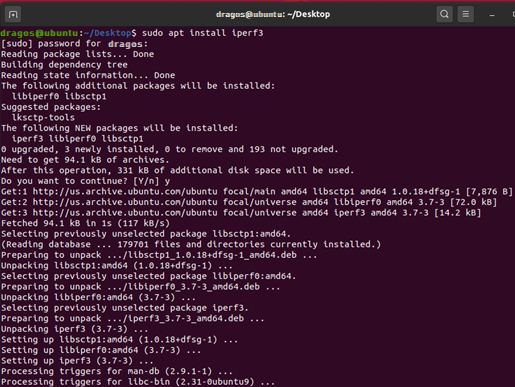 dragos@ubuntu: ~/Desktop
dragos@ubuntu:~/Desktop$ sudo apt install iperf3
[sudo] password for dragos:
Reading package lists... Done
Building dependency tree
Reading state information... Done
The following additional packages will be installed:
libiperf0 libsctp1
Suggested packages:
lksctp-tools
The following NEW packages will be installed:
iperf3 libiperf0 libsctp1
0 upgraded, 3 newly installed, 0 to remove and 193 not upgraded.
Need to get 94.1 kB of archives.
After this operation, 331 kB of additional disk space will be used.
Do you want to continue? [Y/n] y
Get:1 http://us.archive.ubuntu.com/ubuntu focal/main amd64 libsctp1 amd64 1.0.18+dfsg-1 [7,876 B]
Get:2 http://us.archive.ubuntu.com/ubuntu focal/universe amd64 libiperf0 amd64 3.7-3 [72.0 kB]
Get:3 http://us.archive.ubuntu.com/ubuntu focal/universe amd64 iperf3 amd64 3.7-3 [14.2 kB]
Fetched 94.1 kB in 1s (117 kB/s)
Selecting previously unselected package libsctp1:amd64.
(Reading database ... 179701 files and directories currently installed.)
Preparing to unpack .../libsctp1_1.0.18+dfsg-1_amd64.deb ...
Unpacking libsctp1:amd64 (1.0.18+dfsg-1) ...
Selecting previously unselected package libiperf0:amd64.
Preparing to unpack .../libiperf0_3.7-3_amd64.deb ...
Unpacking libiperf0:amd64 (3.7-3) ...
Selecting previously unselected package iperf3.
Preparing to unpack .../iperf3_3.7-3_amd64.deb ...
Unpacking iperf3 (3.7-3) ...
Setting up libsctp1:amd64 (1.0.18+dfsg-1) ...
Setting up libiperf0:amd64 (3.7-3) ...
Setting up iperf3 (3.7-3) ...
Processing triggers for man-db (2.9.1-1) ...
Processing triggers for libc-bin (2.31-0ubuntu9) ...